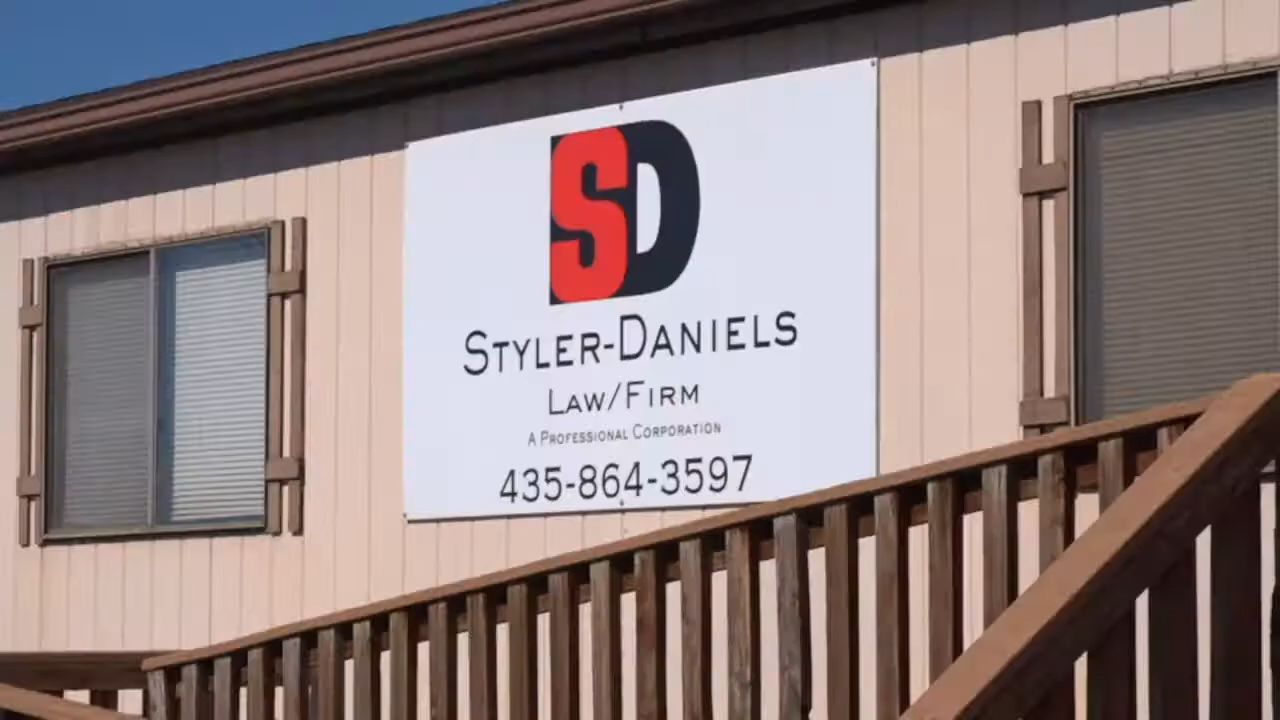 SD
STYLER-DANIELS
LAW/FIRM
A PROFESSIONAL CORPORATION
435-864-3597